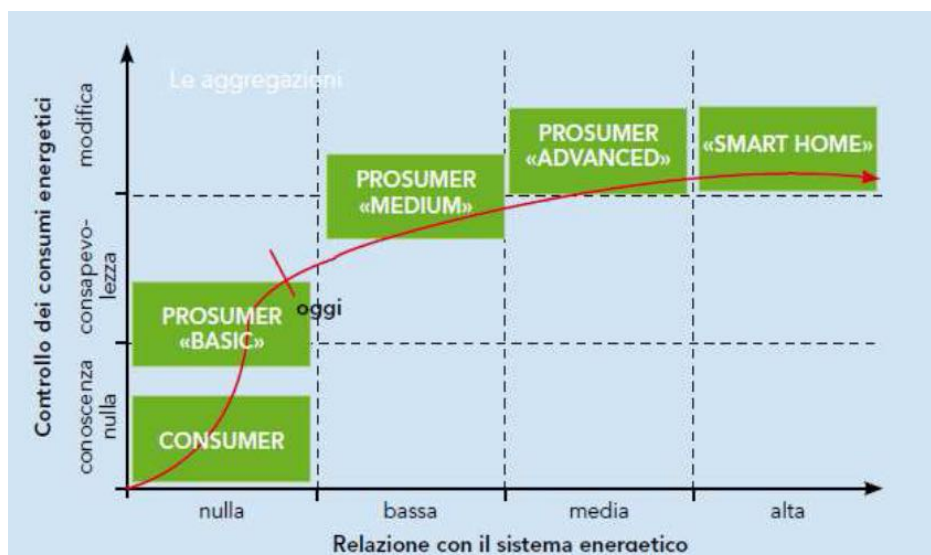 Le aggregazioni
Controllo dei consumi energetici
modifica
consapevo-
lezza
conoscenza
nulla
PROSUMER
«ADVANCED»
«SMART HOME»
PROSUMER
«MEDIUM»
oggi
PROSUMER
«BASIC»
CONSUMER
nulla
bassa
media
alta
Relazione con il sistema energetico